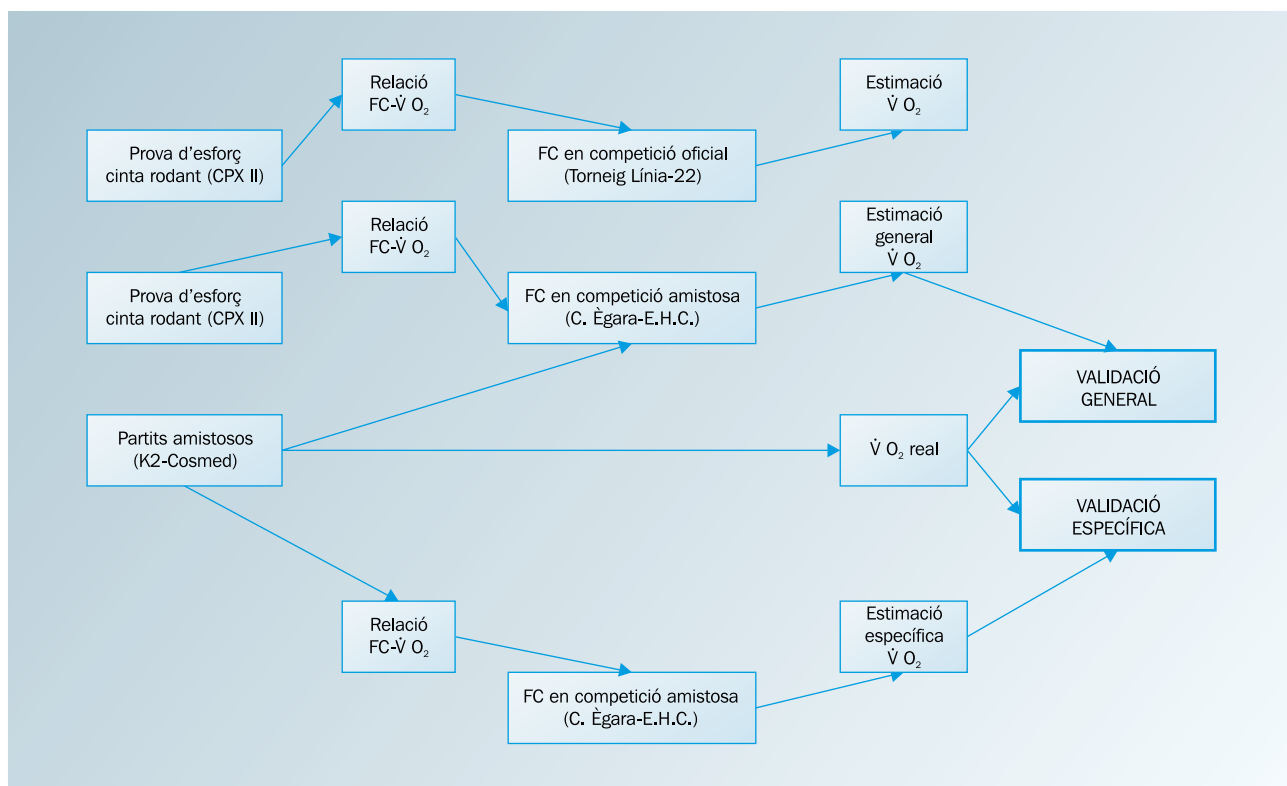 Relació
FC-V̇ O₂
Estimació
V̇ O₂
Prova d'esforç
cinta rodant (CPX II)
FC en competició oficial
(Torneig Línia-22)
Relació
FC-V̇ O₂
Estimació
general
V̇ O₂
Prova d'esforç
cinta rodant (CPX II)
FC en competició amistosa
(C. Ègara-E.H.C.)
VALIDACIÓ
GENERAL
Partits amistosos
(K2-Cosmed)
V̇ O₂ real
VALIDACIÓ
ESPECÍFICA
Relació
FC-V̇ O₂
Estimació
específica
V̇ O₂
FC en competició amistosa
(C. Ègara-E.H.C.)